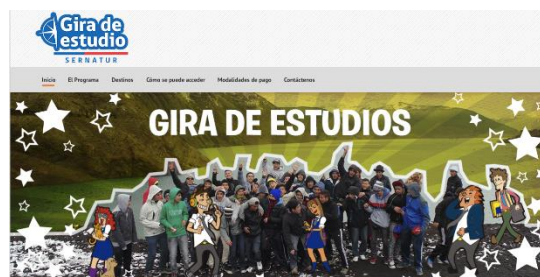 Gira de
estudio
SERNATUR
Inicio El Programa Destinos Cómo se puede acceder Modalidades de pago Contáctenos
GIRA DE ESTUDIOS